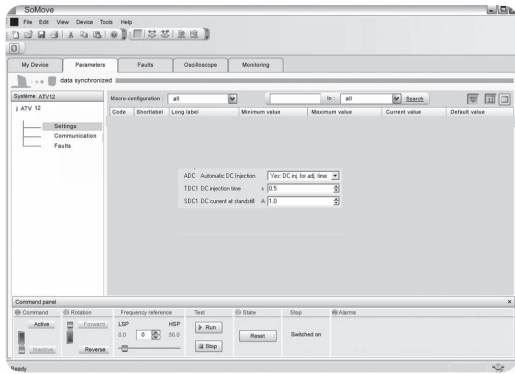 SoMove
File Edit View Device Tools Help
My Device Parameters Faults Oscilloscope Monitoring
data synchronized
Système ATV12
ATV 12
Settings
Communication
Faults
Macro-configuration : all In : all Search
Code Shortlabel Long label Minimum value Maximum value Current value Default value
ADC Automatic DC Injection Yes: DC inj. for adj. time
TDC1 DC injection time s 0.5
SDC1 DC current at standstill A 1.0
Command panel ×
Command Rotation Frequency reference Test State Stop Alarms
Active Forward LSP HSP Run
0.0 0 50.0 Reset Switched on
Inactive Reverse Stop
Ready